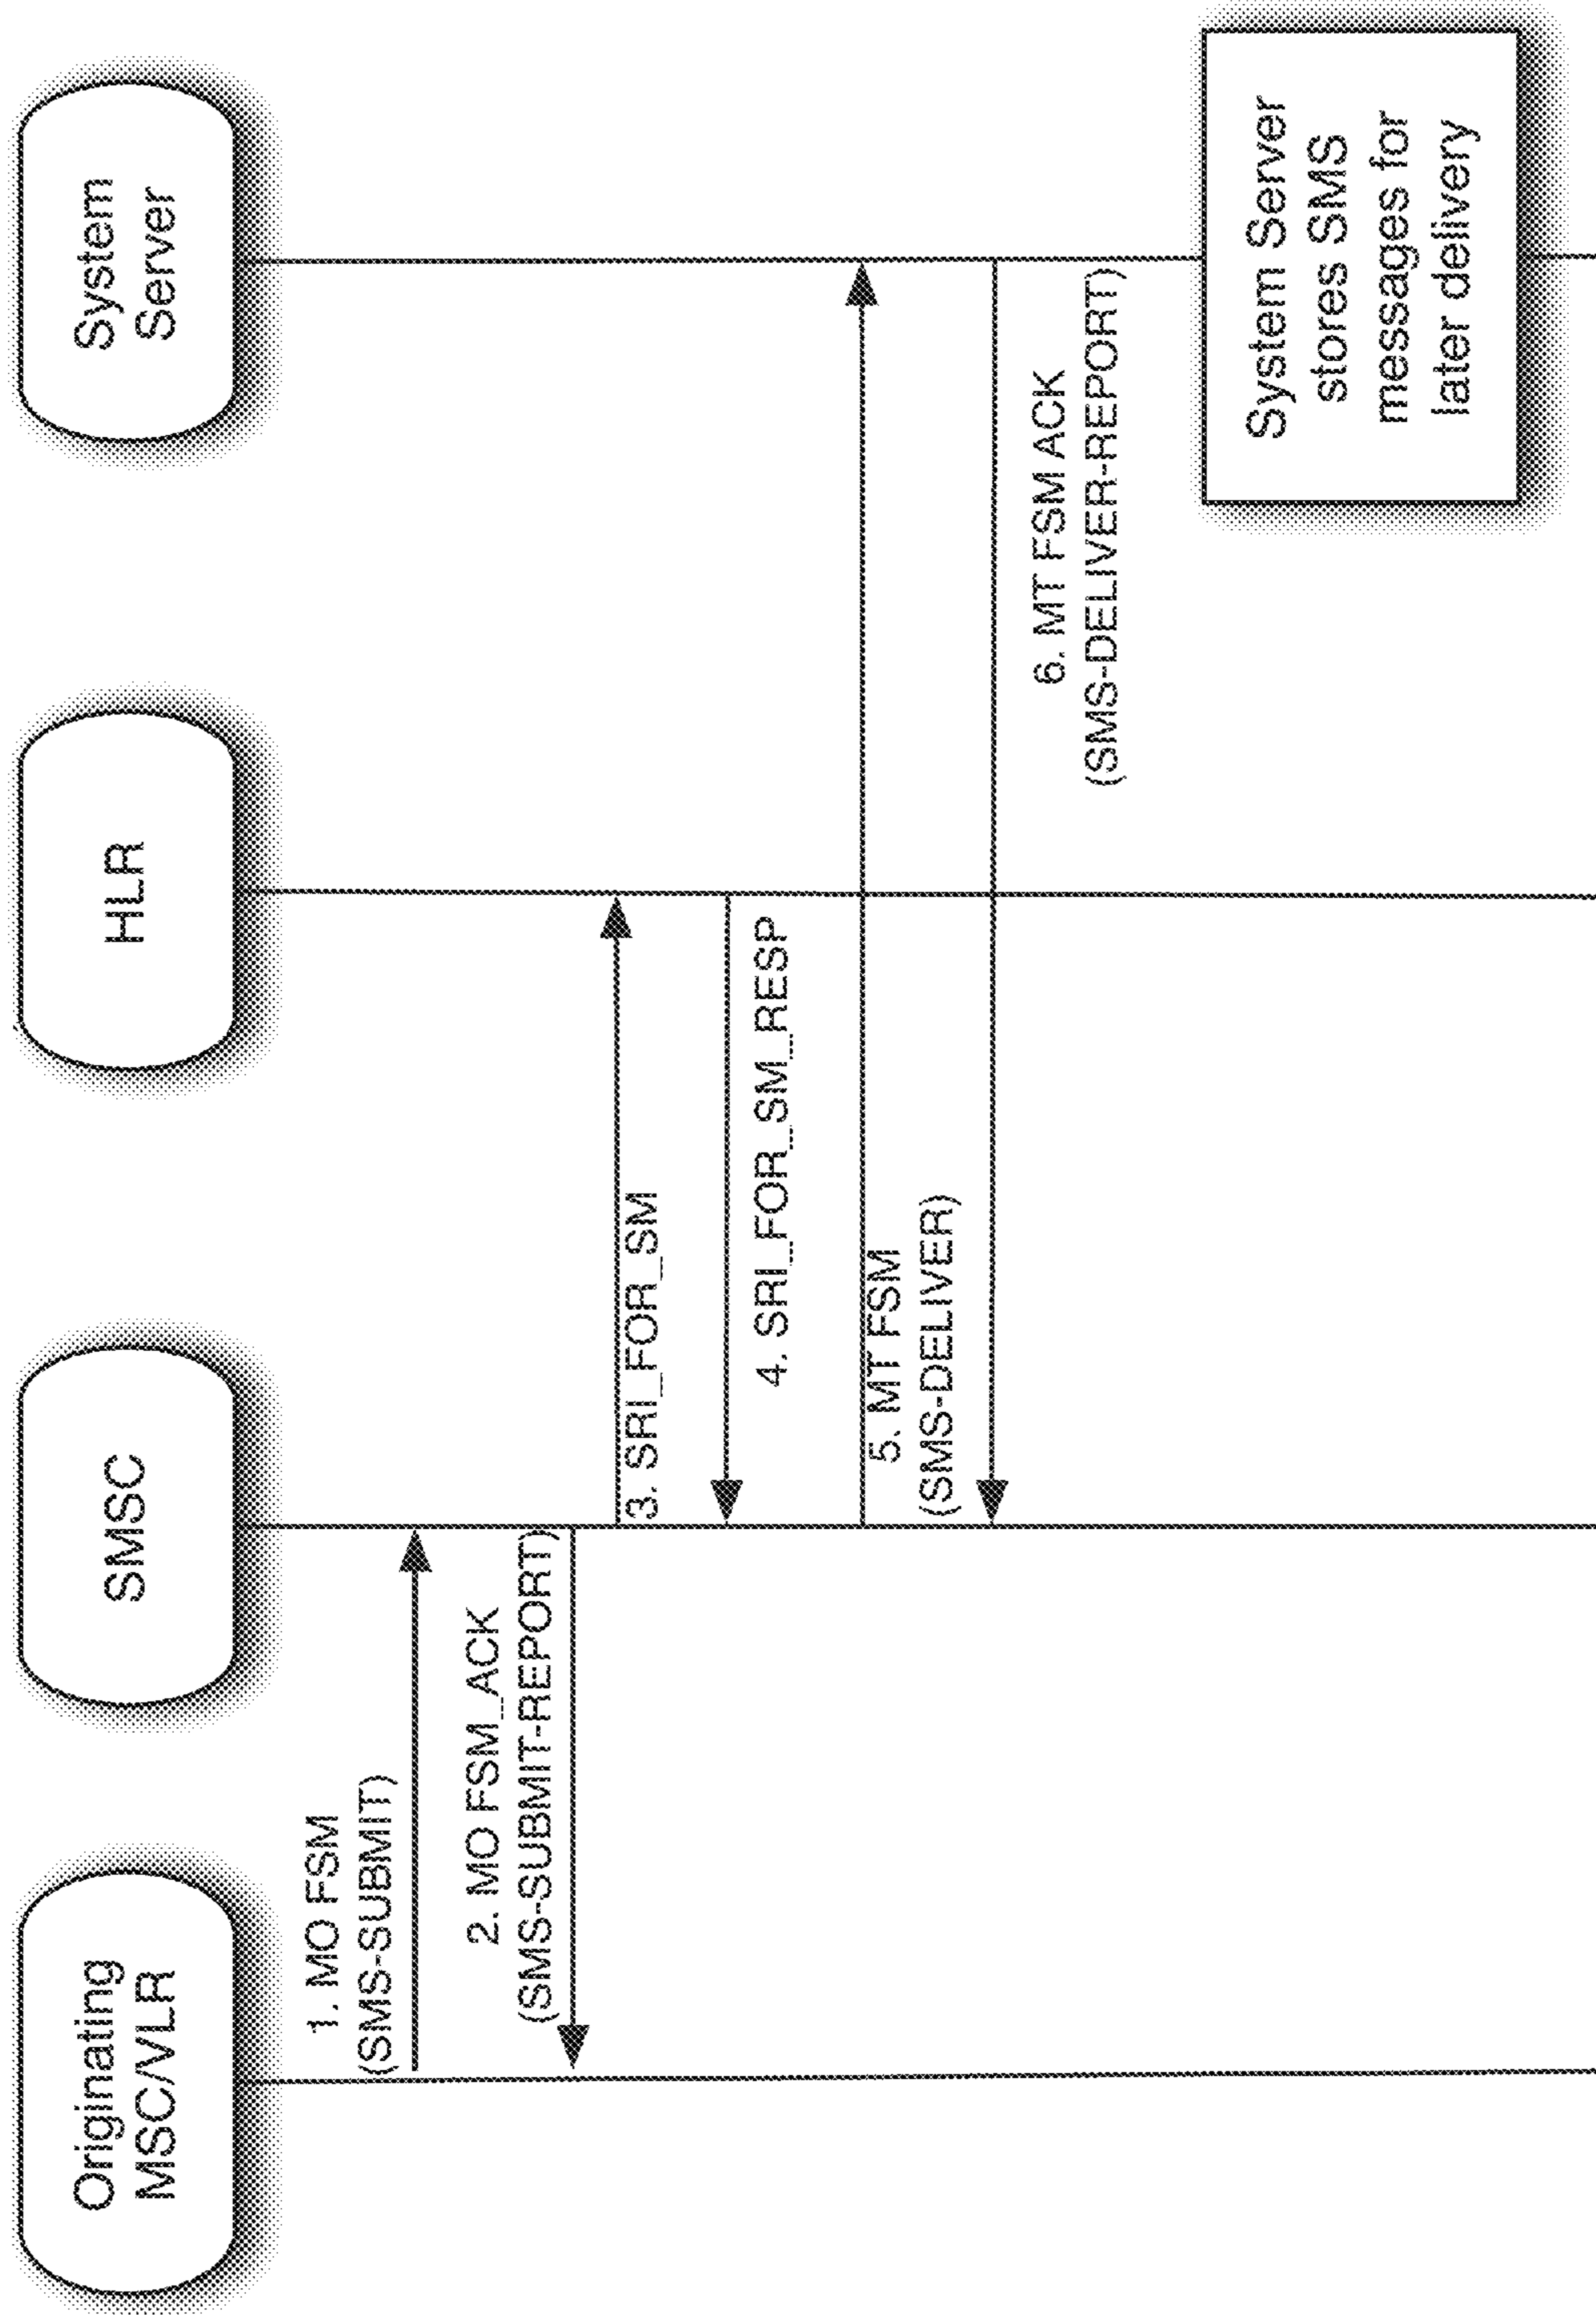 Originating
MSC/VLR
SMSC
HLR
System
Server
1. MO FSM
(SMS-SUBMIT)
2. MO FSM_ACK
(SMS-SUBMIT-REPORT)
3. SRI_FOR_SM
4. SRI_FOR_SM_RESP
5. MT FSM
(SMS-DELIVER)
6. MT FSM ACK
(SMS-DELIVER-REPORT)
System Server
stores SMS
messages for
later delivery